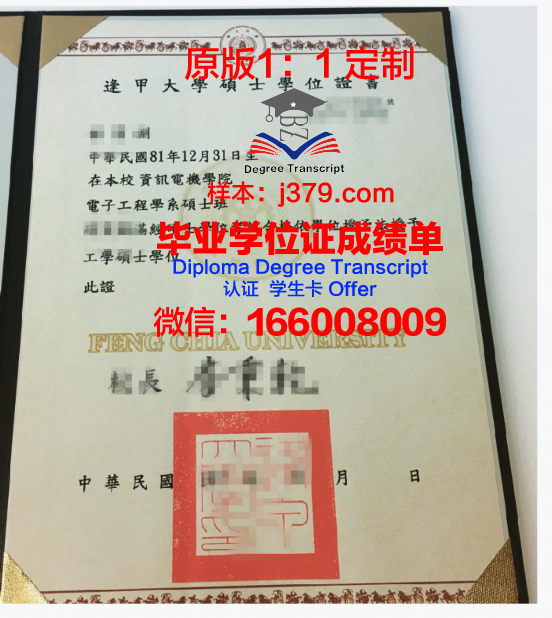 原版1：1 定制
逢甲大學碩士學位證書
號
中華民國81年12月31日生
BZ
在本校 資訊電機學院
Degree Transcript
電子工程學系碩士班
样本：j379.com
毕业学位证成绩单
工學碩士學位
Diploma Degree Transcript
此證
认证 学生卡 Offer
微信：166008009
FENG CHIA UNIVERSITY
校長
中華民國 月 日